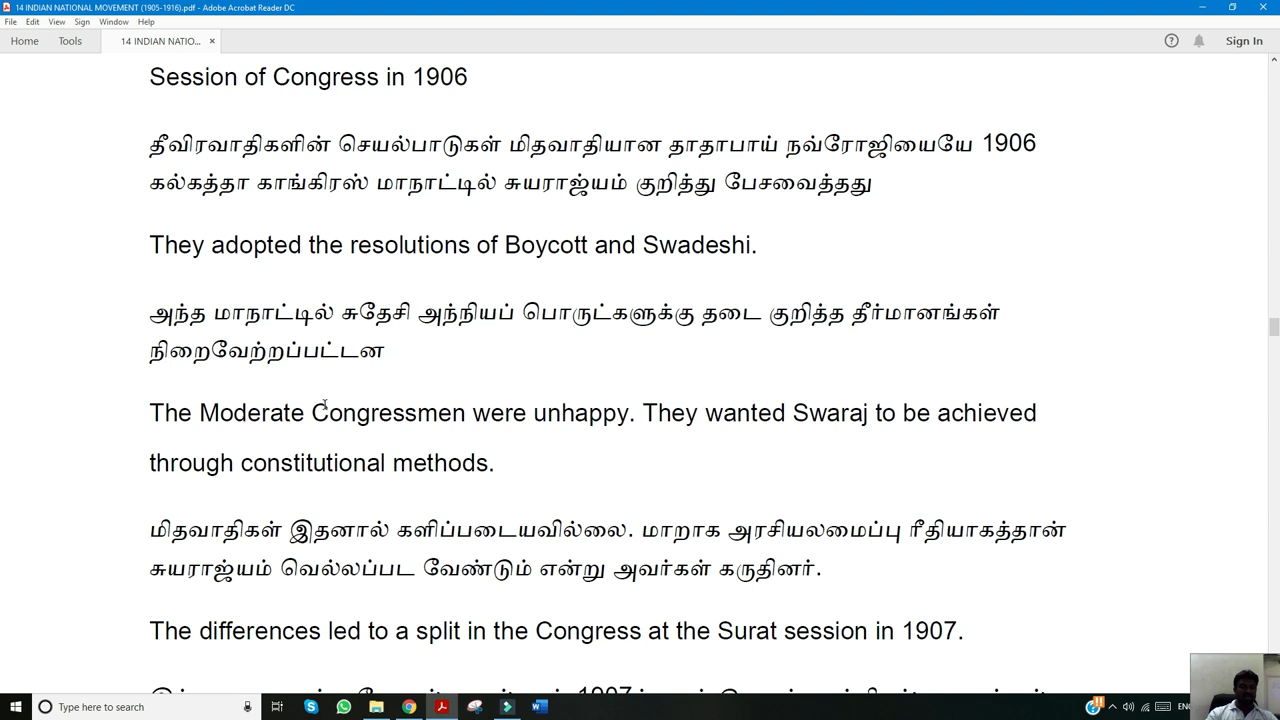 14 INDIAN NATIONAL MOVEMENT (1905-1916).pdf - Adobe Acrobat Reader DC
File Edit View Sign Window Help
Home Tools 14 INDIAN NATIO... × Sign In
Session of Congress in 1906
தீவிரவாதிகளின் செயல்பாடுகள் மிதவாதியான தாதாபாய் நவ்ரோஜியையே 1906
கல்கத்தா காங்கிரஸ் மாநாட்டில் சுயராஜ்யம் குறித்து பேசவைத்தது
They adopted the resolutions of Boycott and Swadeshi.
அந்த மாநாட்டில் சுதேசி அந்நியப் பொருட்களுக்கு தடை குறித்த தீர்மானங்கள்
நிறைவேற்றப்பட்டன
The Moderate Congressmen were unhappy. They wanted Swaraj to be achieved
through constitutional methods.
மிதவாதிகள் இதனால் களிப்படையவில்லை. மாறாக அரசியலமைப்பு ரீதியாகத்தான்
சுயராஜ்யம் வெல்லப்பட வேண்டும் என்று அவர்கள் கருதினர்.
The differences led to a split in the Congress at the Surat session in 1907.
1907
Type here to search ENG